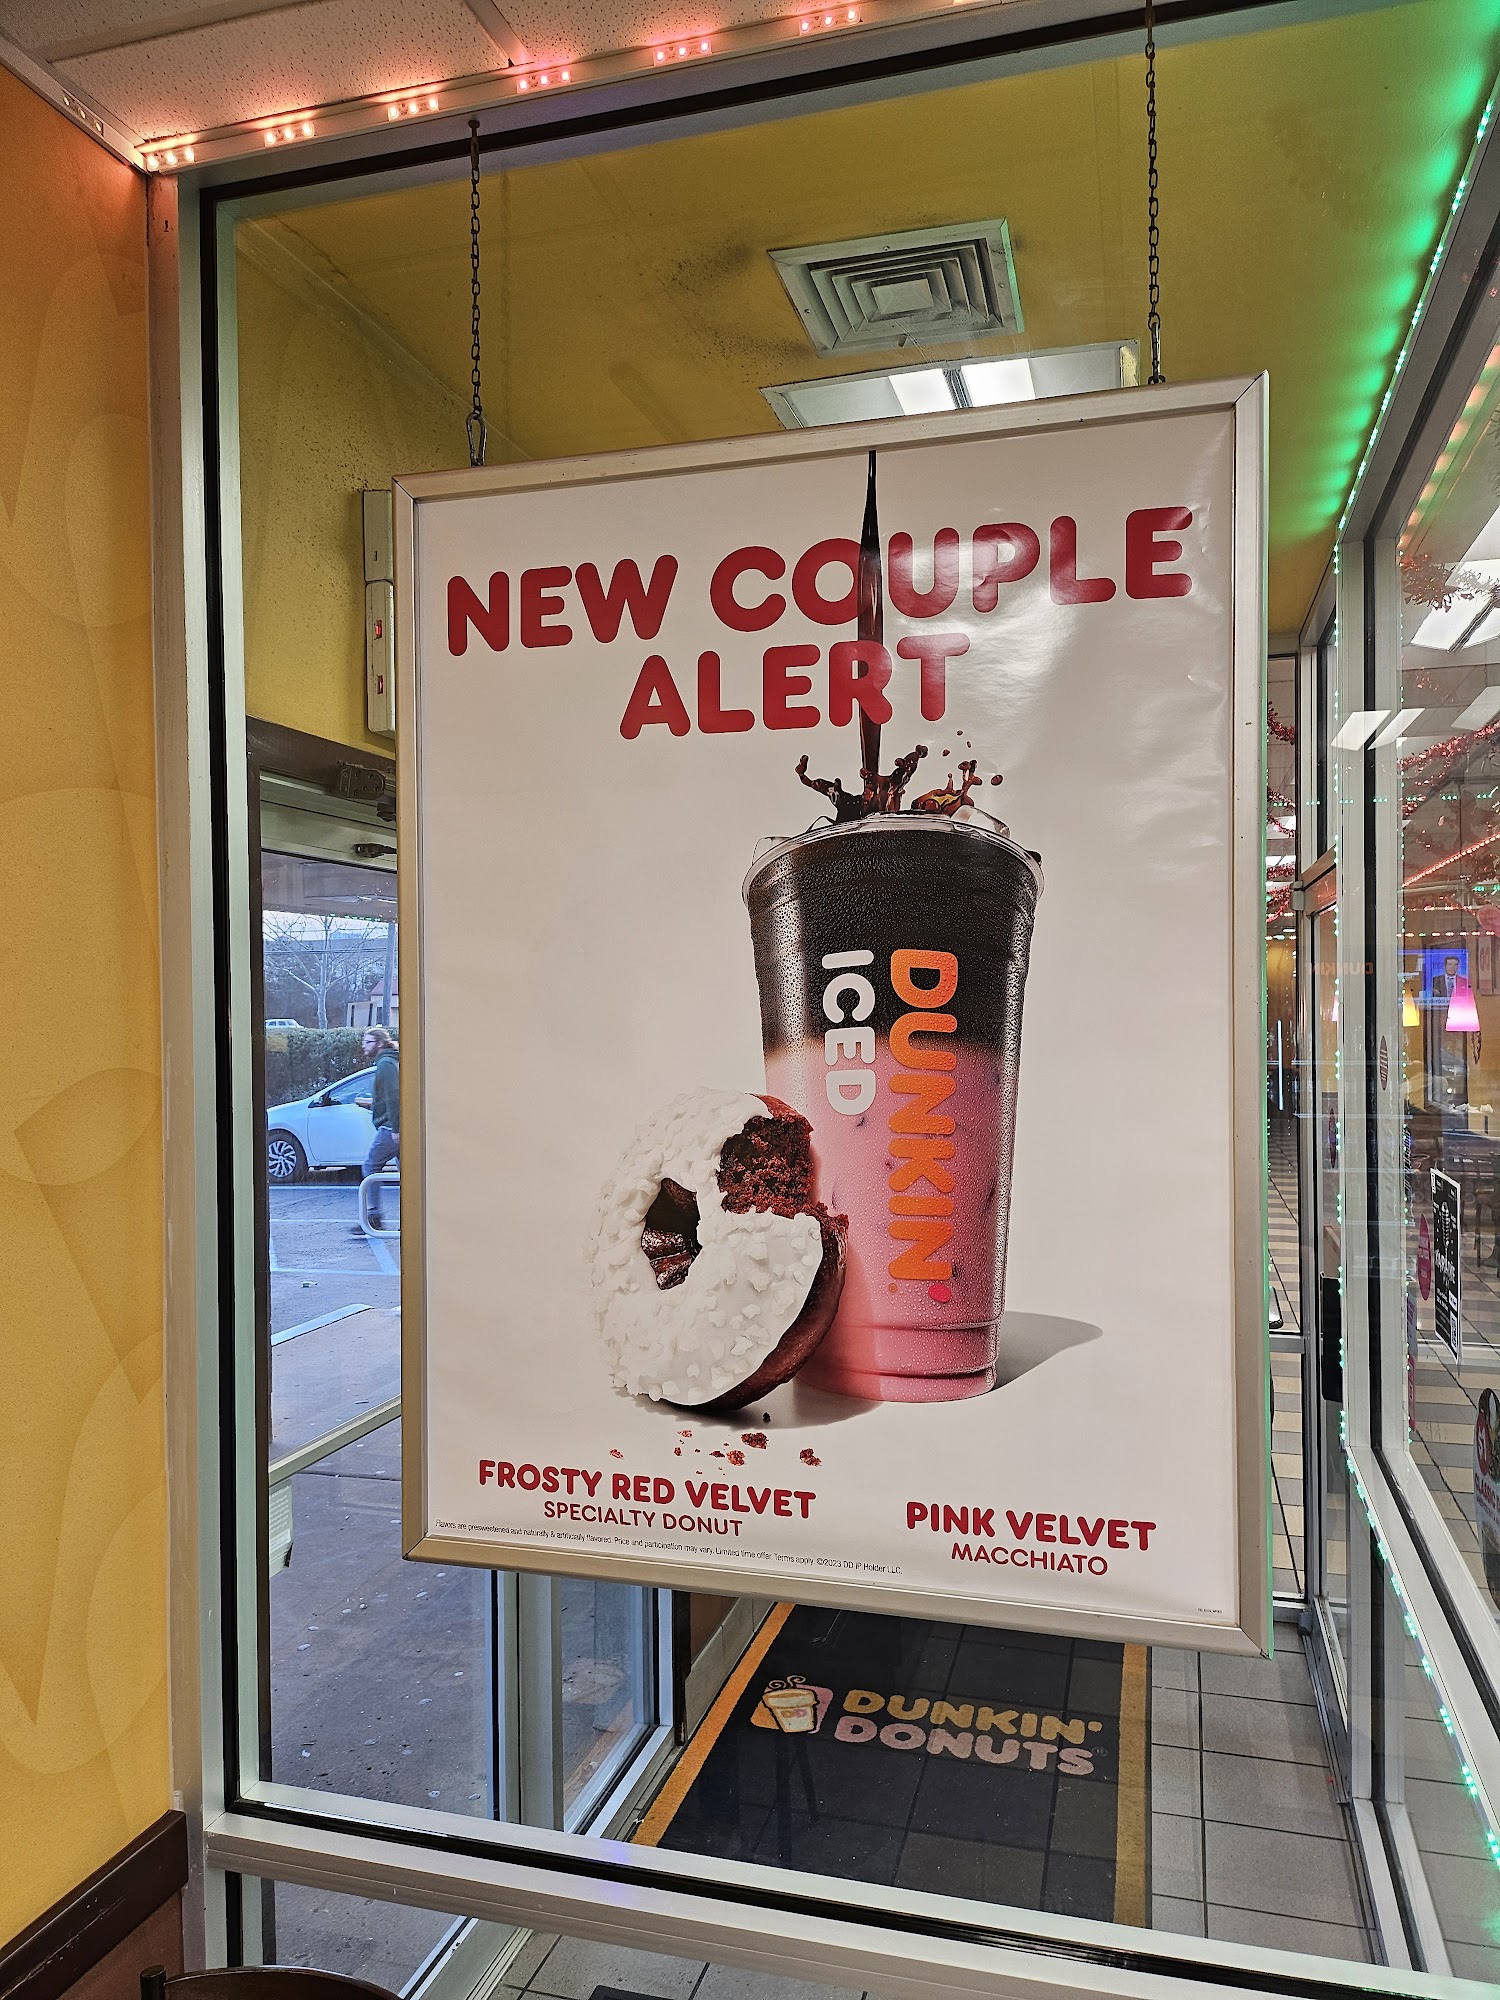 NEW COUPLE
ALERT
DUNKIN'
ICED
FROSTY RED VELVET
SPECIALTY DONUT
PINK VELVET
MACCHIATO
Flavors are presweetened and naturally & artificially flavored. Price and participation may vary. Limited time offer. Terms apply. ©2023 DD IP Holder LLC.
DD
DUNKIN'
DONUTS